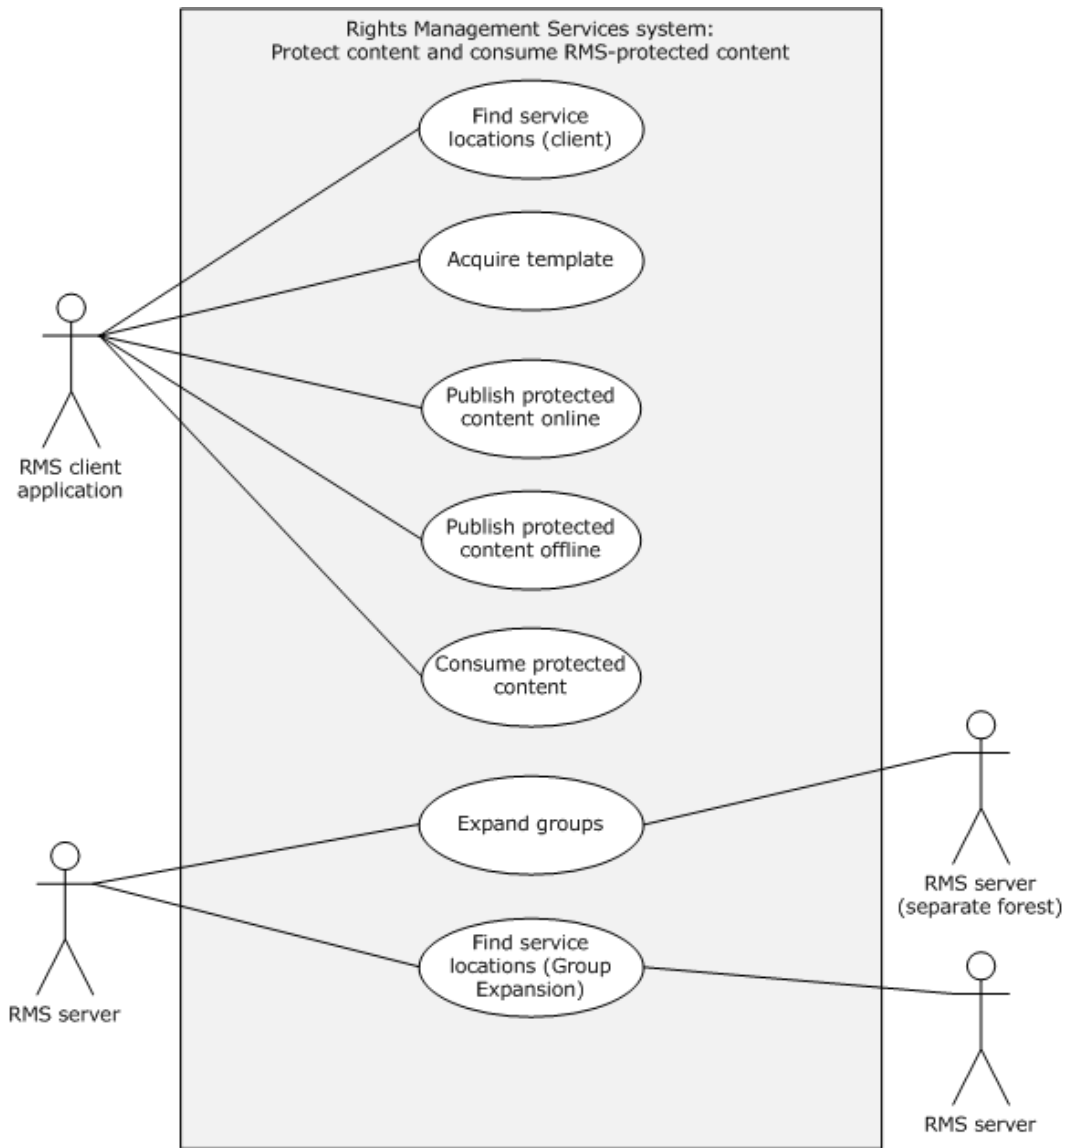 Rights Management Services system:
Protect content and consume RMS-protected content
Find service
locations (client)
Acquire template
Publish protected
content online
RMS client
application
Publish protected
content offline
Consume protected
content
Expand groups
RMS server
(separate forest)
Find service
locations (Group
Expansion)
RMS server
RMS server